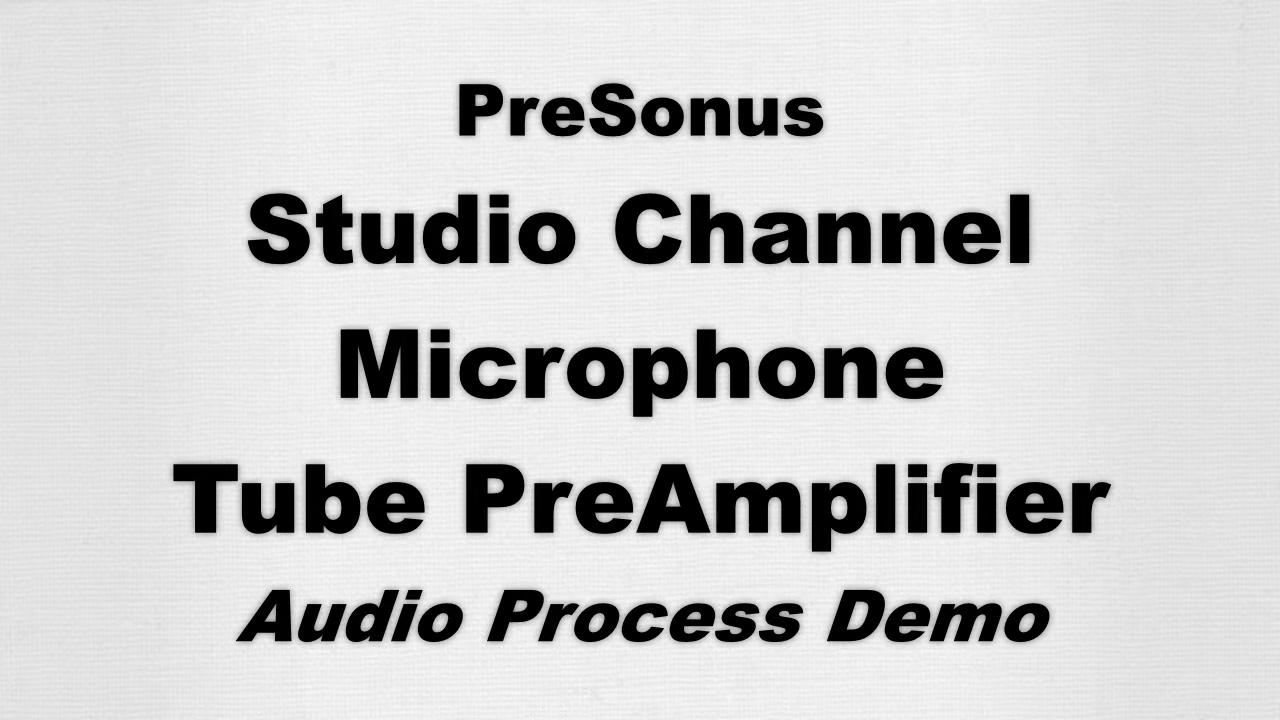 PreSonus
Studio Channel
Microphone
Tube PreAmplifier
Audio Process Demo